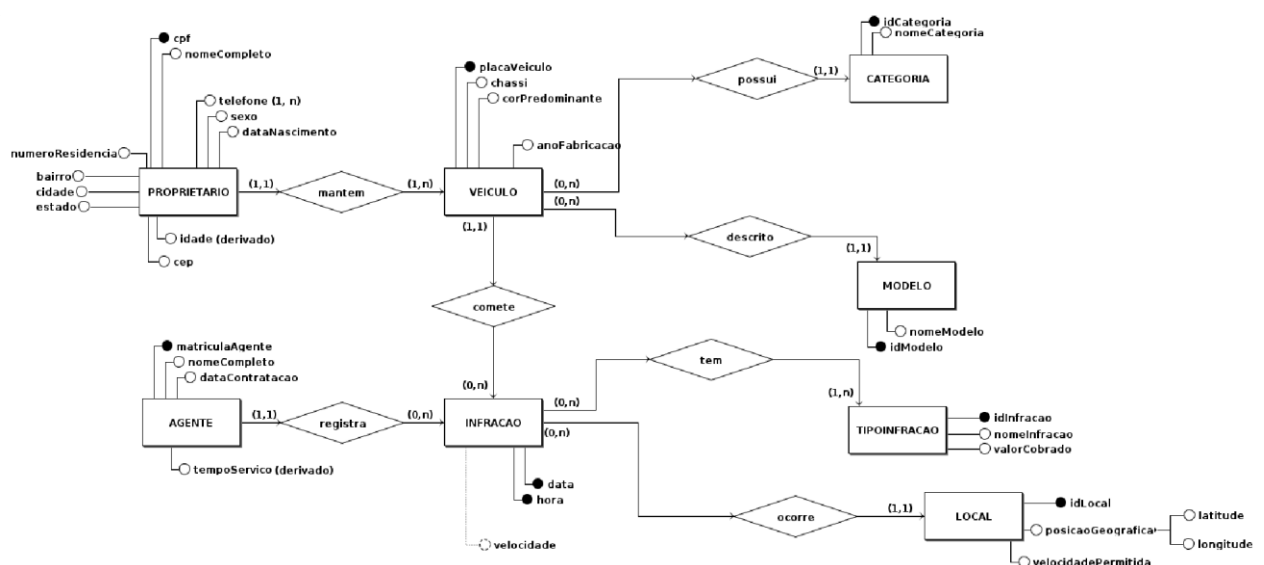 idCategoria
nomeCategoria
CATEGORIA
(1,1)
possui
cpf
nomeCompleto
telefone (1, n)
sexo
dataNascimento
numeroResidencia
bairro
cidade
estado
PROPRIETARIO
idade (derivado)
cep
(1,1)
mantem
(1,n)
placaVeiculo
chassi
corPredominante
anoFabricacao
VEICULO
(0,n)
(0,n)
(1,1)
descrito
(1,1)
MODELO
nomeModelo
idModelo
comete
(0,n)
matriculaAgente
nomeCompleto
dataContratacao
AGENTE
tempoServico (derivado)
(1,1)
registra
(0,n)
INFRACAO
(0,n)
(0,n)
data
hora
velocidade
tem
(1,n)
TIPOINFRACAO
idInfracao
nomeInfracao
valorCobrado
ocorre
(1,1)
LOCAL
idLocal
posicaoGeografica
latitude
longitude
velocidadePermitida